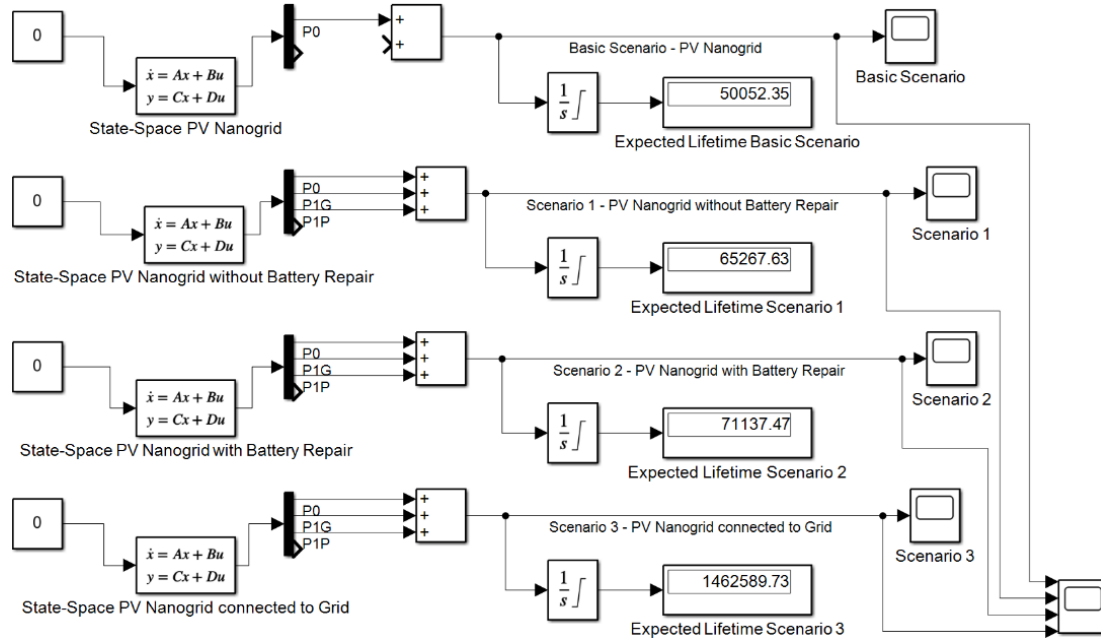 0
ẋ = Ax + Bu
y = Cx + Du
State-Space PV Nanogrid
P0
+
+
Basic Scenario - PV Nanogrid
Basic Scenario
1
s
50052.35
Expected Lifetime Basic Scenario
0
ẋ = Ax + Bu
y = Cx + Du
State-Space PV Nanogrid without Battery Repair
P0
P1G
P1P
+
+
+
Scenario 1 - PV Nanogrid without Battery Repair
Scenario 1
1
s
65267.63
Expected Lifetime Scenario 1
0
ẋ = Ax + Bu
y = Cx + Du
State-Space PV Nanogrid with Battery Repair
P0
P1G
P1P
+
+
+
Scenario 2 - PV Nanogrid with Battery Repair
Scenario 2
1
s
71137.47
Expected Lifetime Scenario 2
0
ẋ = Ax + Bu
y = Cx + Du
State-Space PV Nanogrid connected to Grid
P0
P1G
P1P
+
+
+
Scenario 3 - PV Nanogrid connected to Grid
Scenario 3
1
s
1462589.73
Expected Lifetime Scenario 3